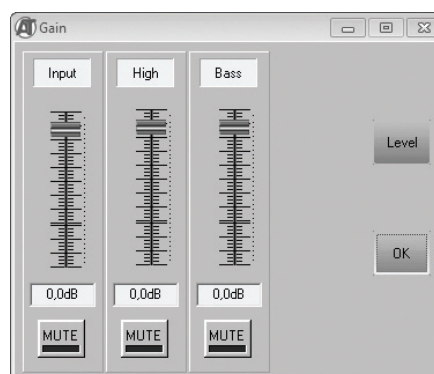 Gain
Input High Bass
Level
OK
0,0dB 0,0dB 0,0dB
MUTE MUTE MUTE